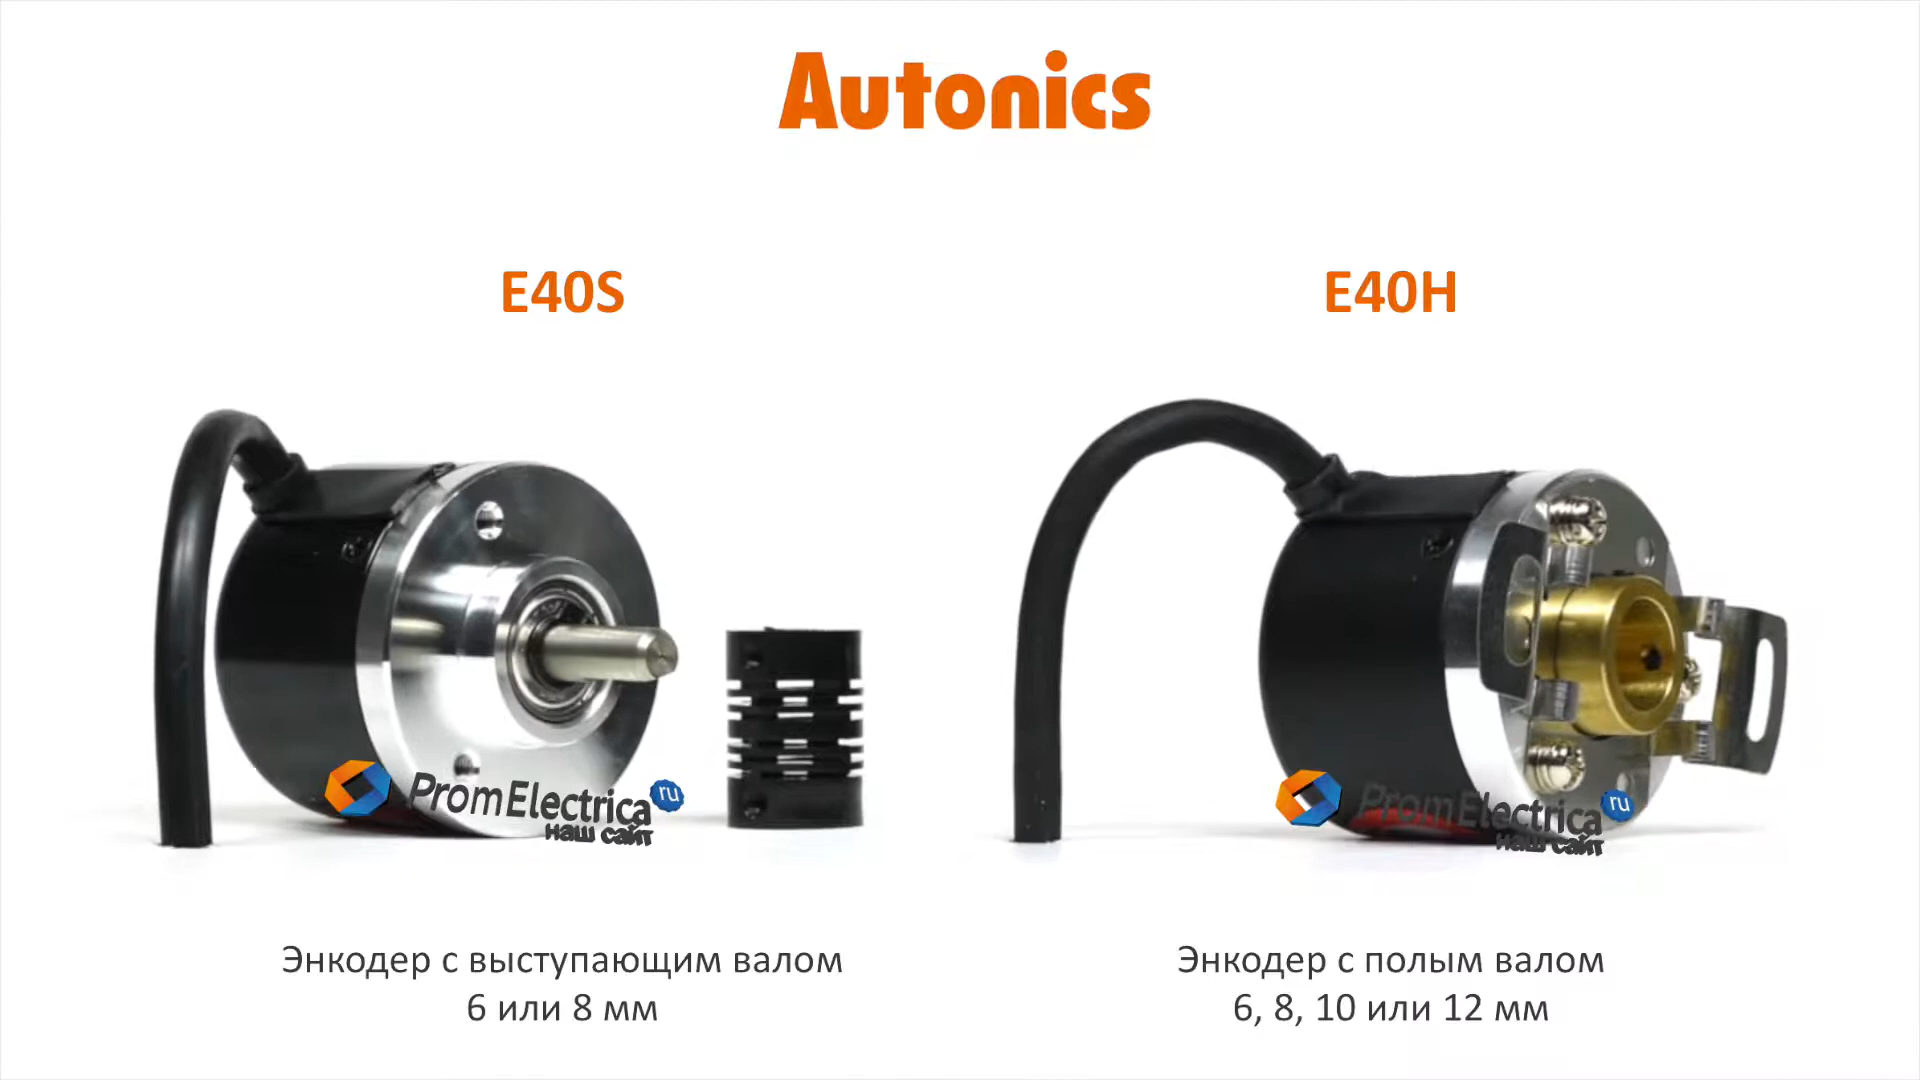 Autonics
E40S
E40H
PromElectrica ru
наш сайт
PromElectrica ru
наш сайт
Энкодер с выступающим валом
6 или 8 мм
Энкодер с полым валом
6, 8, 10 или 12 мм